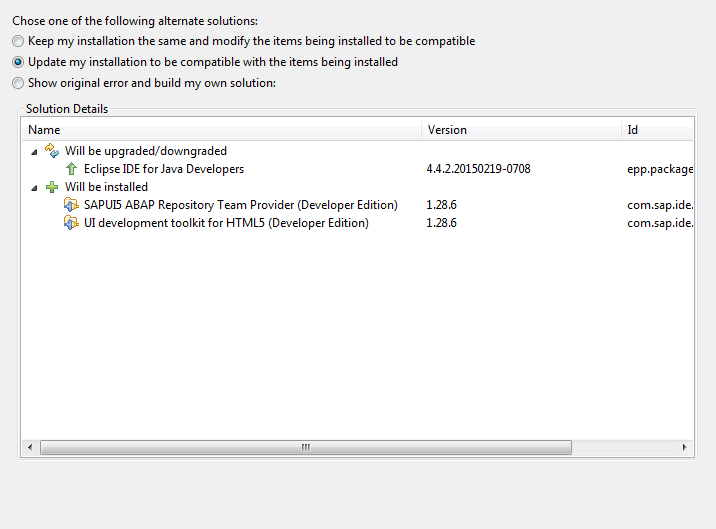 Chose one of the following alternate solutions:
Keep my installation the same and modify the items being installed to be compatible
Update my installation to be compatible with the items being installed
Show original error and build my own solution:
Solution Details
Name Version Id
Will be upgraded/downgraded
Eclipse IDE for Java Developers 4.4.2.20150219-0708 epp.package
Will be installed
SAPUI5 ABAP Repository Team Provider (Developer Edition) 1.28.6 com.sap.ide.
UI development toolkit for HTML5 (Developer Edition) 1.28.6 com.sap.ide.